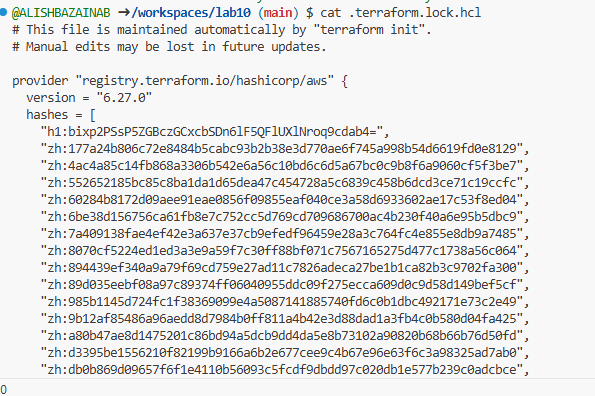 @ALISHBAZAINAB ➜/workspaces/lab10 (main) $ cat .terraform.lock.hcl
# This file is maintained automatically by "terraform init".
# Manual edits may be lost in future updates.
provider "registry.terraform.io/hashicorp/aws" {
version = "6.27.0"
hashes = [
"h1:bixp2PSsP5ZGBczGCxcbSDn6lF5QFlUXlNroq9cdab4=",
"zh:177a24b806c72e8484b5cabc93b2b38e3d770ae6f745a998b54d6619fd0e8129",
"zh:4ac4a85c14fb868a3306b542e6a56c10bd6c6d5a67bc0c9b8f6a9060cf5f3be7",
"zh:552652185bc85c8ba1da1d65dea47c454728a5c6839c458b6dcd3ce71c19ccfc",
"zh:60284b8172d09aee91eae0856f09855eaf040ce3a58d6933602ae17c53f8ed04",
"zh:6be38d156756ca61fb8e7c752cc5d769cd709686700ac4b230f40a6e95b5dbc9",
"zh:7a409138fae4ef42e3a637e37cb9efedf96459e28a3c764fc4e855e8db9a7485",
"zh:8070cf5224ed1ed3a3e9a59f7c30ff88bf071c7567165275d477c1738a56c064",
"zh:894439ef340a9a79f69cd759e27ad11c7826adeca27be1b1ca82b3c9702fa300",
"zh:89d035eebf08a97c89374ff06040955ddc09f275ecca609d0c9d58d149bef5cf",
"zh:985b1145d724fc1f38369099e4a5087141885740fd6c0b1dbc492171e73c2e49",
"zh:9b12af85486a96aedd8d7984b0ff811a4b42e3d88dad1a3fb4c0b580d04fa425",
"zh:a80b47ae8d1475201c86bd94a5dcb9dd4da5e8b73102a90820b68b66b76d50fd",
"zh:d3395be1556210f82199b9166a6b2e677cee9c4b67e96e63f6c3a98325ad7ab0",
"zh:db0b869d09657f6f1e4110b56093c5fcdf9dbdd97c020db1e577b239c0adcbce",
0